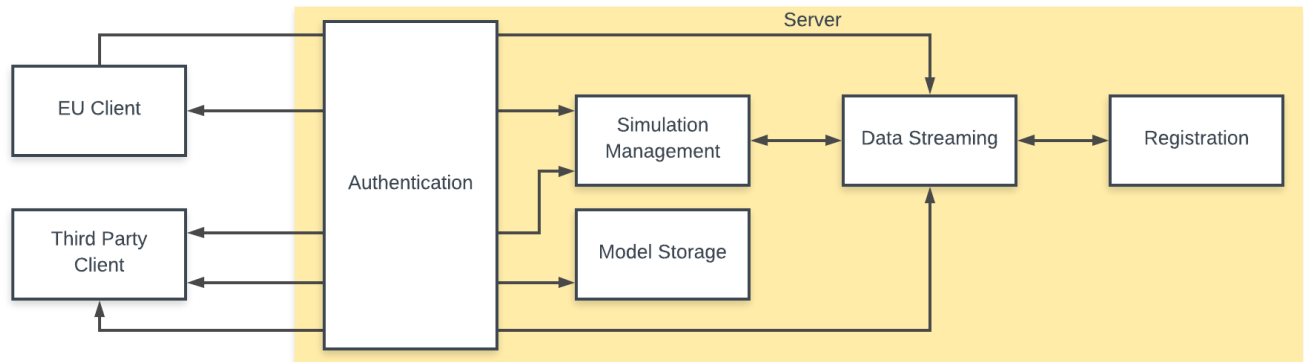 Server
EU Client
Simulation
Management
Data Streaming
Registration
Authentication
Third Party
Client
Model Storage